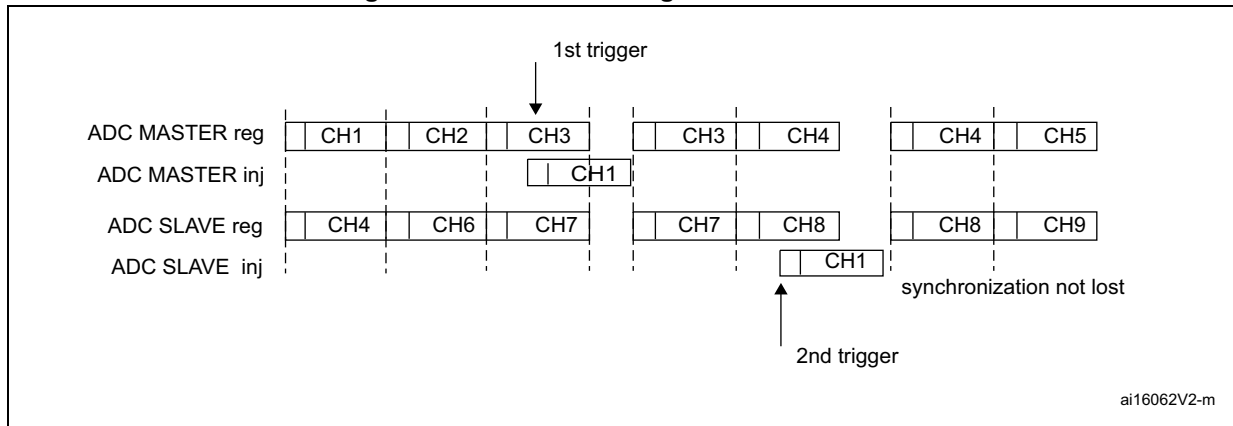 1st trigger
ADC MASTER reg CH1 CH2 CH3 CH3 CH4 CH4 CH5
ADC MASTER inj CH1
ADC SLAVE reg CH4 CH6 CH7 CH7 CH8 CH8 CH9
ADC SLAVE inj CH1
synchronization not lost
2nd trigger
ai16062V2-m